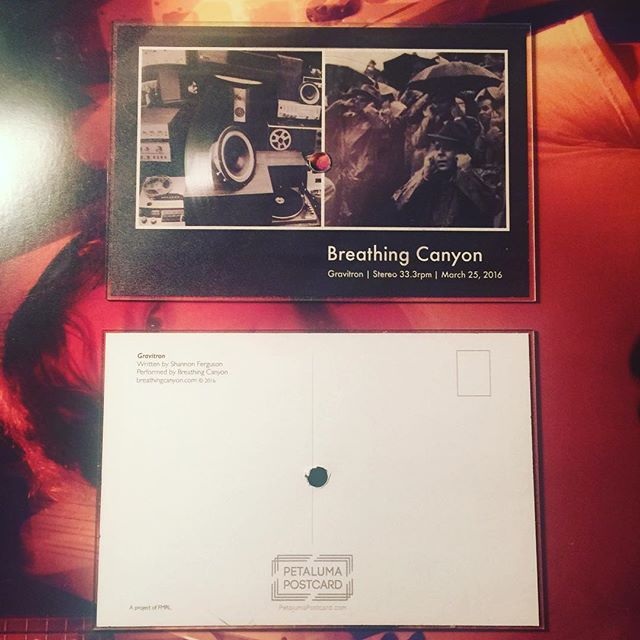 Breathing Canyon
Gravitron | Stereo 33.3rpm | March 25, 2016
Gravitron
Written by Shannon Ferguson
Performed by Breathing Canyon
breathingcanyon.com © 2016
PETALUMA
POSTCARD
PetalumaPostcard.com
A project of FMRL